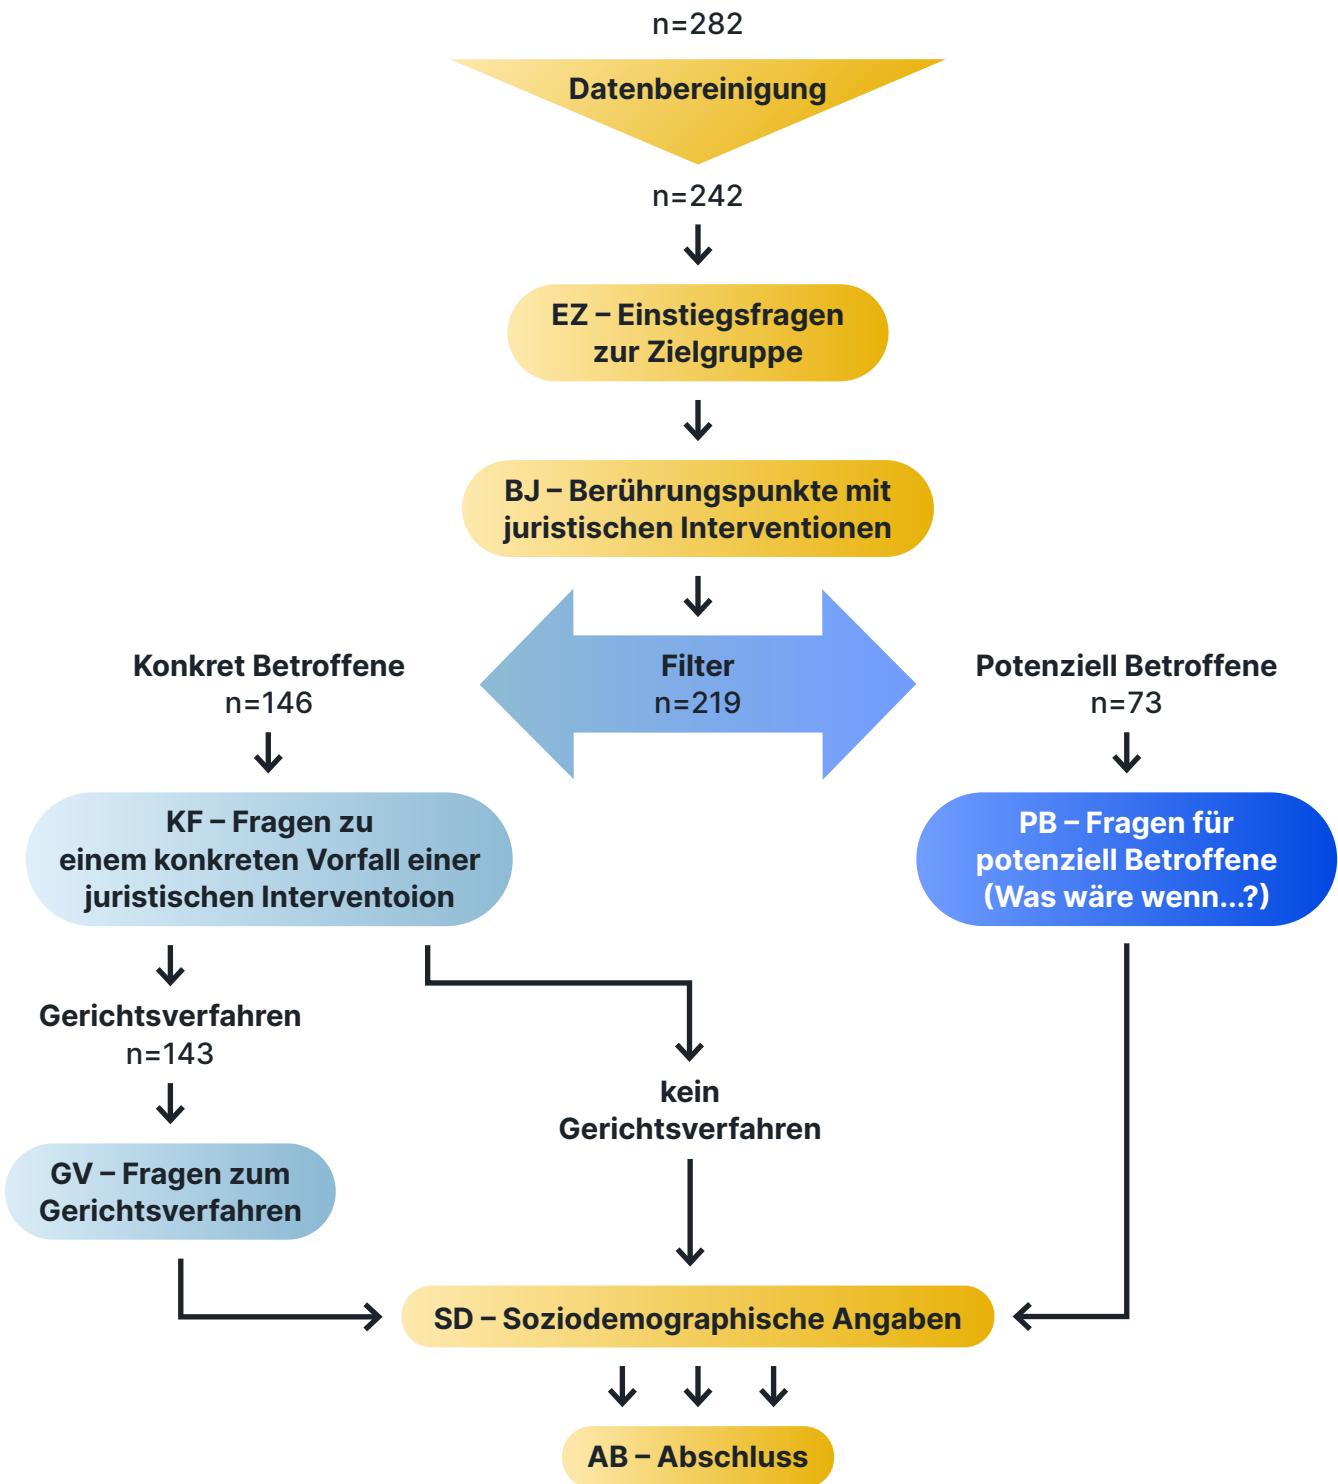 n=282
Datenbereinigung
n=242
EZ – Einstiegsfragen
zur Zielgruppe
BJ – Berührungspunkte mit
juristischen Interventionen
Konkret Betroffene
n=146
Filter
n=219
Potenziell Betroffene
n=73
KF – Fragen zu
einem konkreten Vorfall einer
juristischen Interventoion
PB – Fragen für
potenziell Betroffene
(Was wäre wenn...?)
Gerichtsverfahren
n=143
kein
Gerichtsverfahren
GV – Fragen zum
Gerichtsverfahren
SD – Soziodemographische Angaben
AB – Abschluss